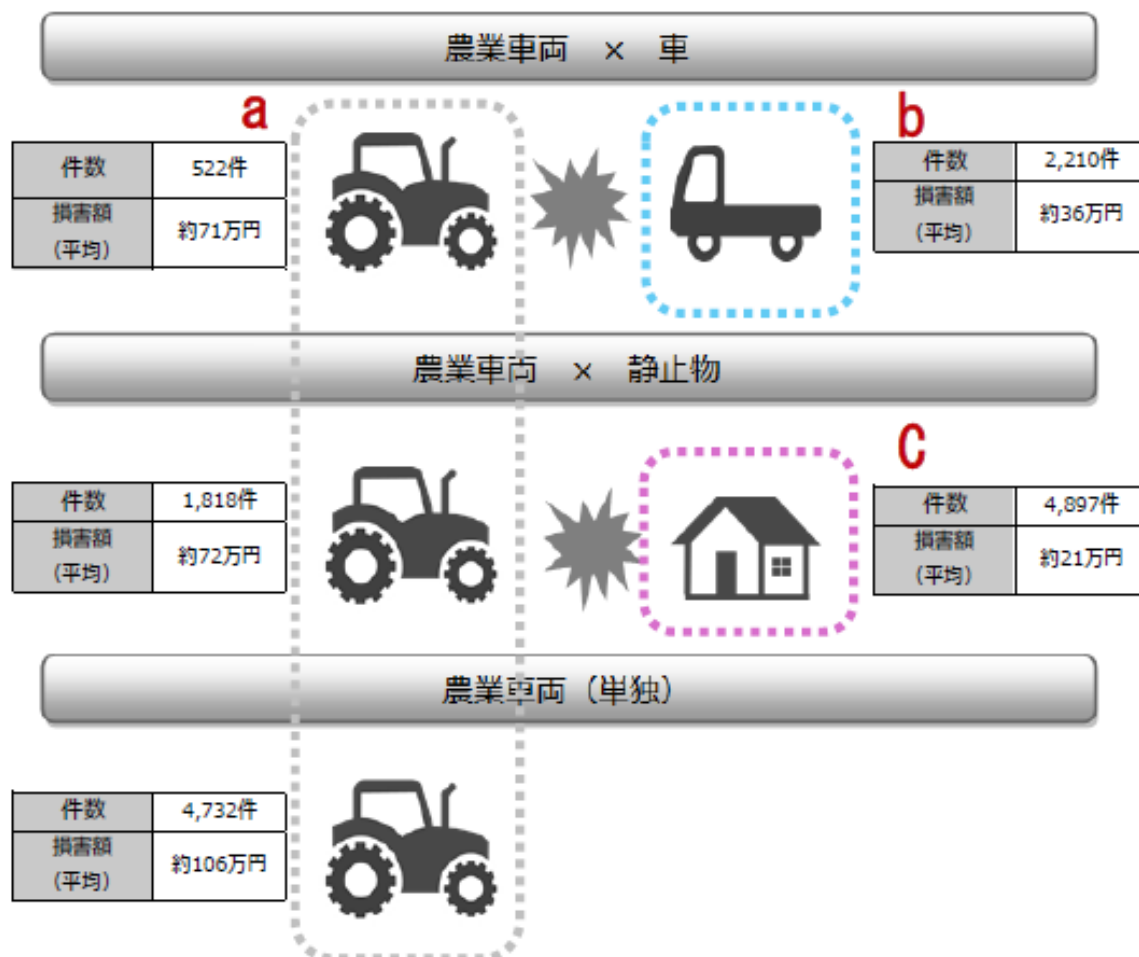 農業車両　×　車
a
件数 522件
損害額
(平均) 約71万円
b
件数 2,210件
損害額
(平均) 約36万円
農業車両　×　静止物
件数 1,818件
損害額
(平均) 約72万円
C
件数 4,897件
損害額
(平均) 約21万円
農業車両（単独）
件数 4,732件
損害額
(平均) 約106万円